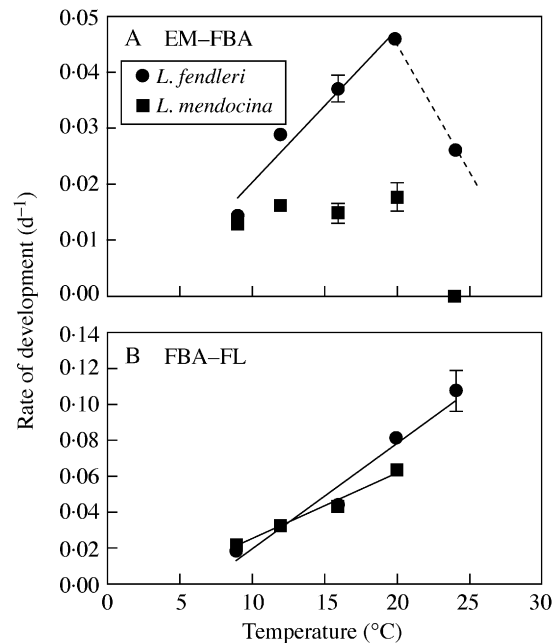 A EM–FBA
L. fendleri
L. mendocina
0·05
0·04
0·03
0·02
0·01
0·00
Rate of development (d⁻¹)
B FBA–FL
0·14
0·12
0·10
0·08
0·06
0·04
0·02
0·00
0 5 10 15 20 25 30
Temperature (°C)